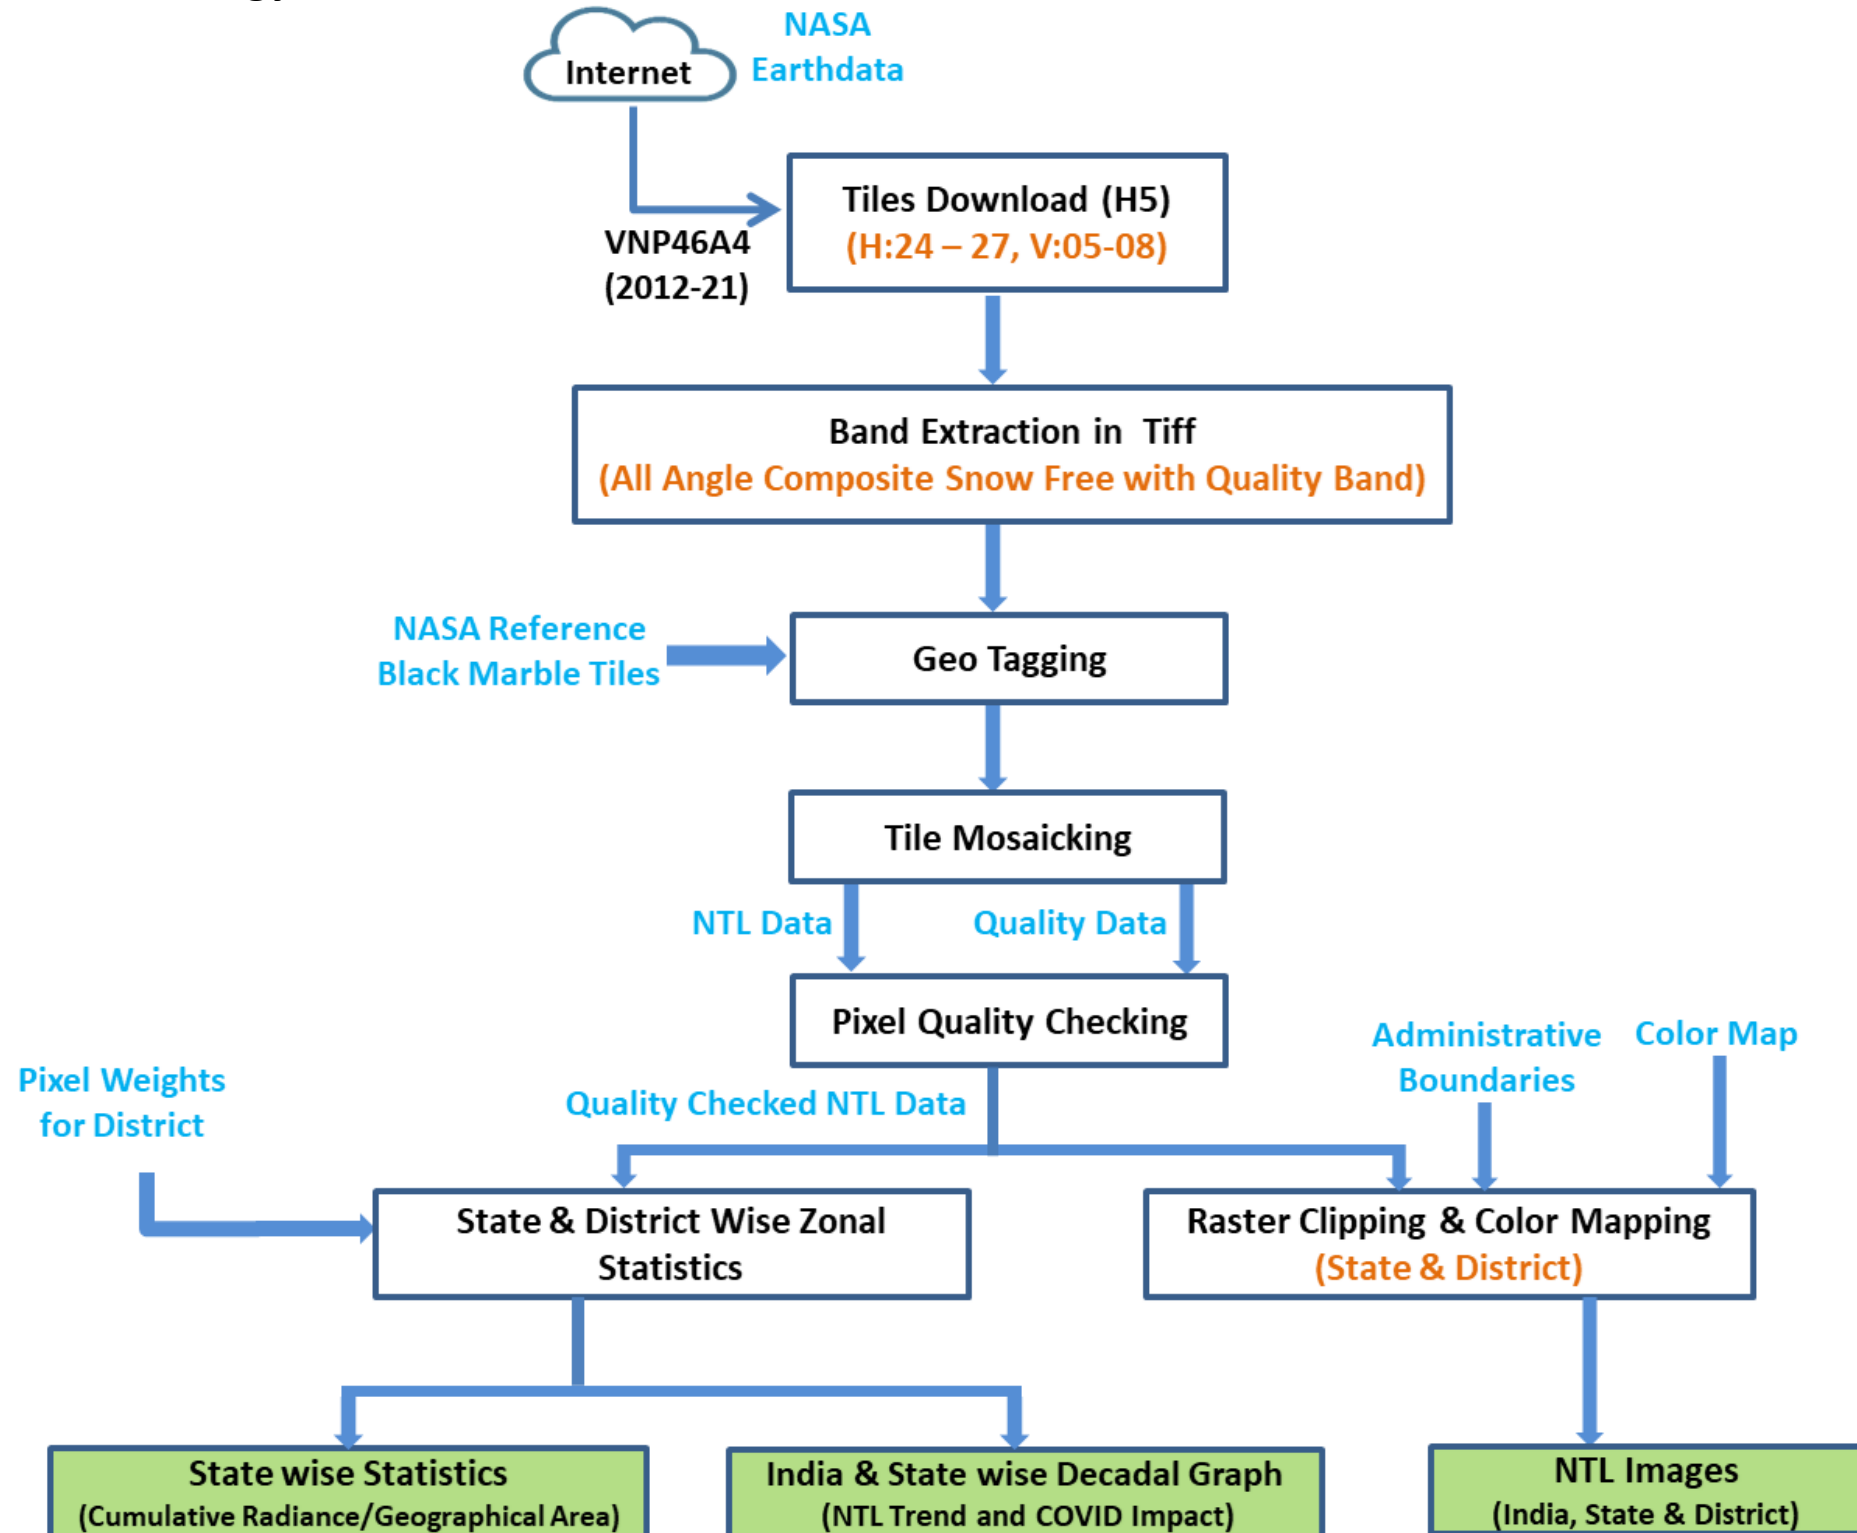 NASA
Earthdata
Internet
Tiles Download (H5)
(H:24 – 27, V:05-08)
VNP46A4
(2012-21)
Band Extraction in Tiff
(All Angle Composite Snow Free with Quality Band)
NASA Reference
Black Marble Tiles
Geo Tagging
Tile Mosaicking
NTL Data
Quality Data
Pixel Quality Checking
Administrative
Boundaries
Color Map
Pixel Weights
for District
Quality Checked NTL Data
State & District Wise Zonal
Statistics
Raster Clipping & Color Mapping
(State & District)
State wise Statistics
(Cumulative Radiance/Geographical Area)
India & State wise Decadal Graph
(NTL Trend and COVID Impact)
NTL Images
(India, State & District)